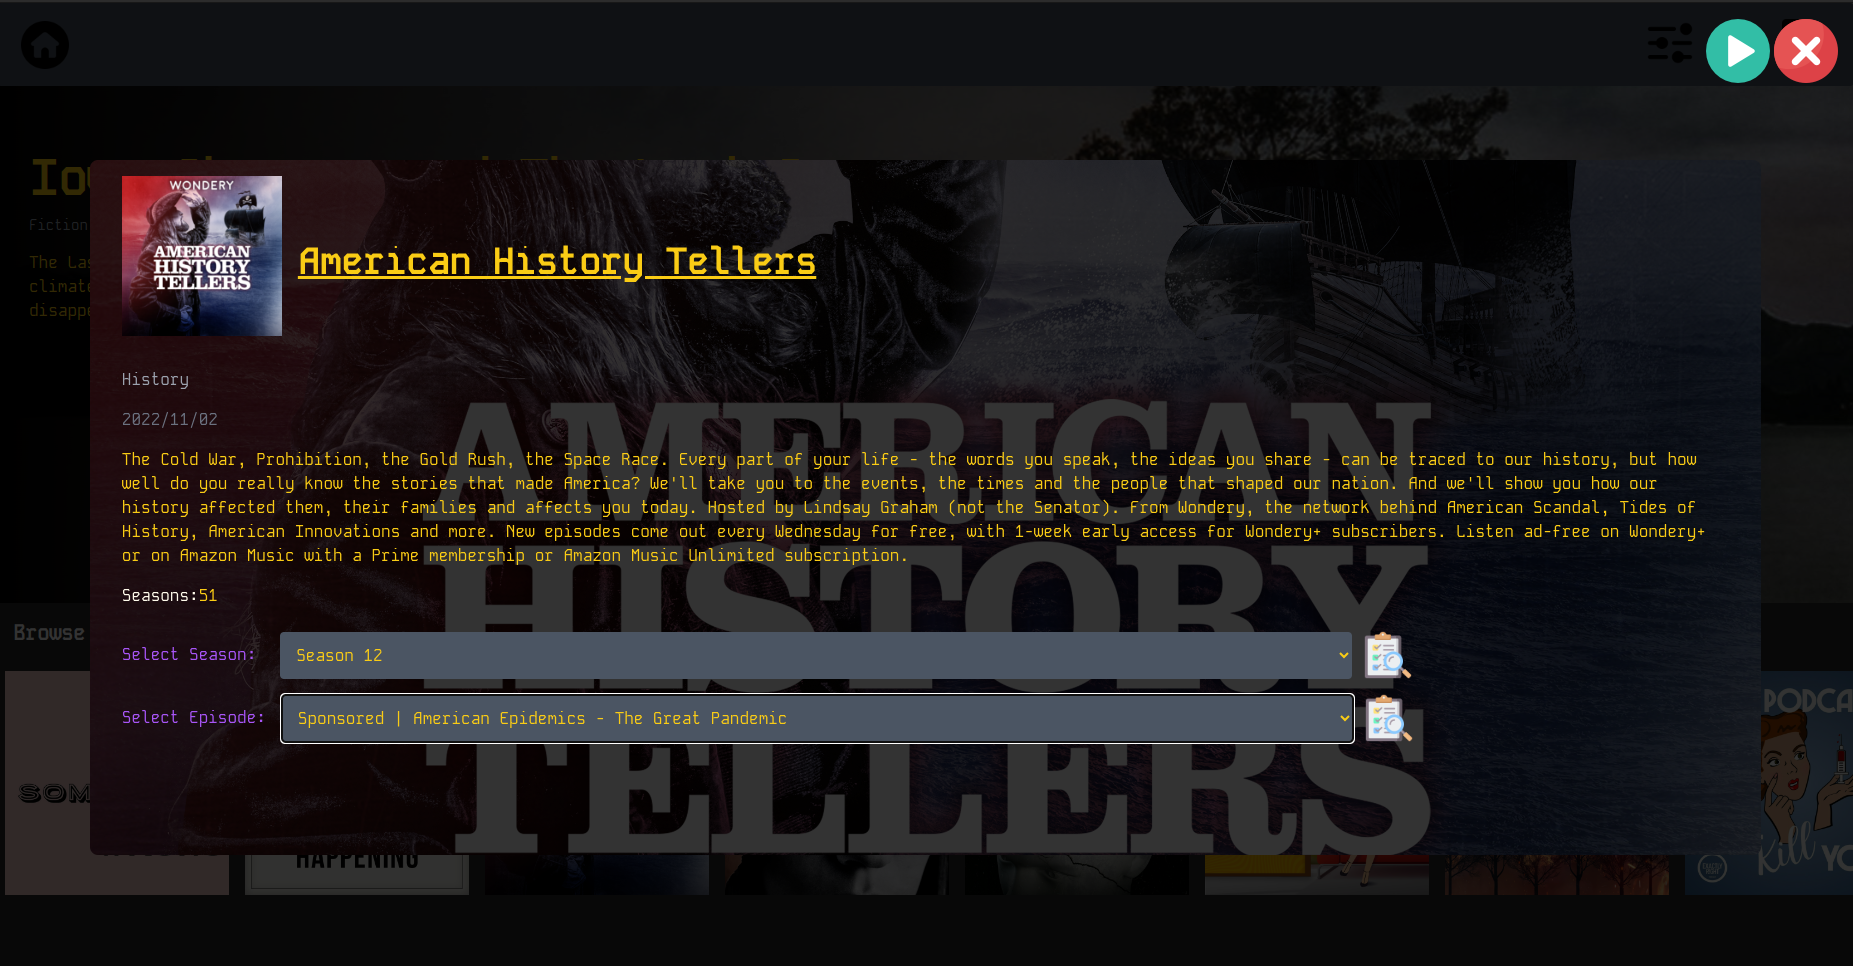 Fiction
The Las
climate
disappe
WONDERY
AMERICAN
HISTORY
TELLERS
American History Tellers
History
2022/11/02
The Cold War, Prohibition, the Gold Rush, the Space Race. Every part of your life - the words you speak, the ideas you share - can be traced to our history, but how
well do you really know the stories that made America? We'll take you to the events, the times and the people that shaped our nation. And we'll show you how our
history affected them, their families and affects you today. Hosted by Lindsay Graham (not the Senator). From Wondery, the network behind American Scandal, Tides of
History, American Innovations and more. New episodes come out every Wednesday for free, with 1-week early access for Wondery+ subscribers. Listen ad-free on Wondery+
or on Amazon Music with a Prime membership or Amazon Music Unlimited subscription.
Seasons:51
Select Season: Season 12
Select Episode: Sponsored | American Epidemics - The Great Pandemic
AMERICAN
HISTORY
TELLERS
Browse
SOM
HAPPENING
PODCA
Kill YO